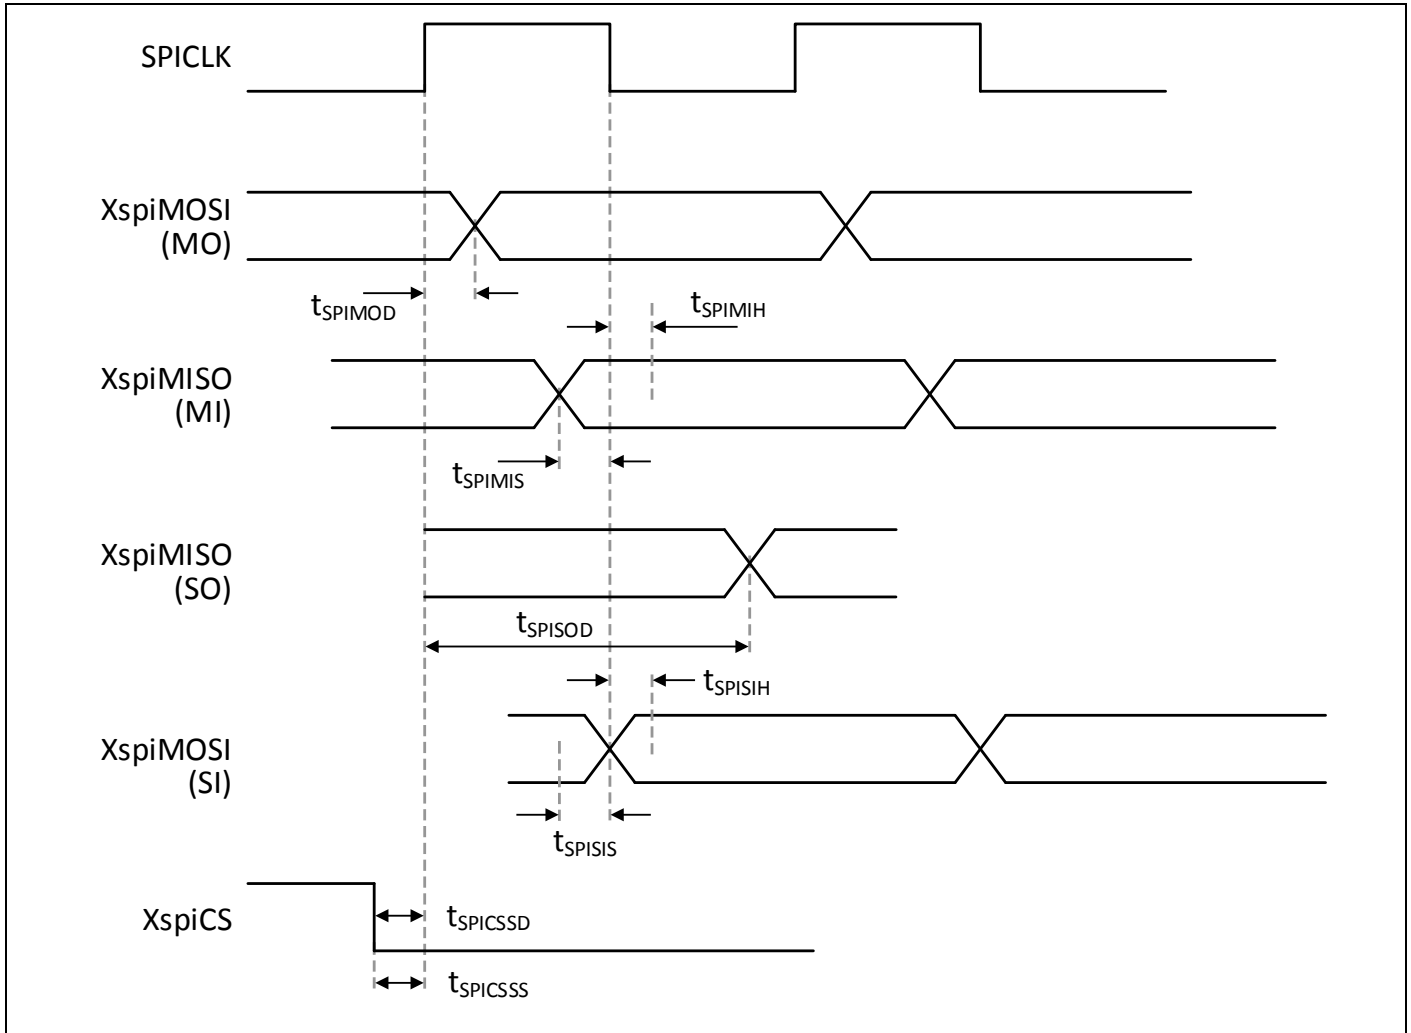 SPICLK
XspiMOSI
(MO)
tSPIMOD
tSPIMIH
XspiMISO
(MI)
tSPIMIS
XspiMISO
(SO)
tSPISOD
tSPISIH
XspiMOSI
(SI)
tSPISIS
XspiCS
tSPICSSD
tSPICSSS